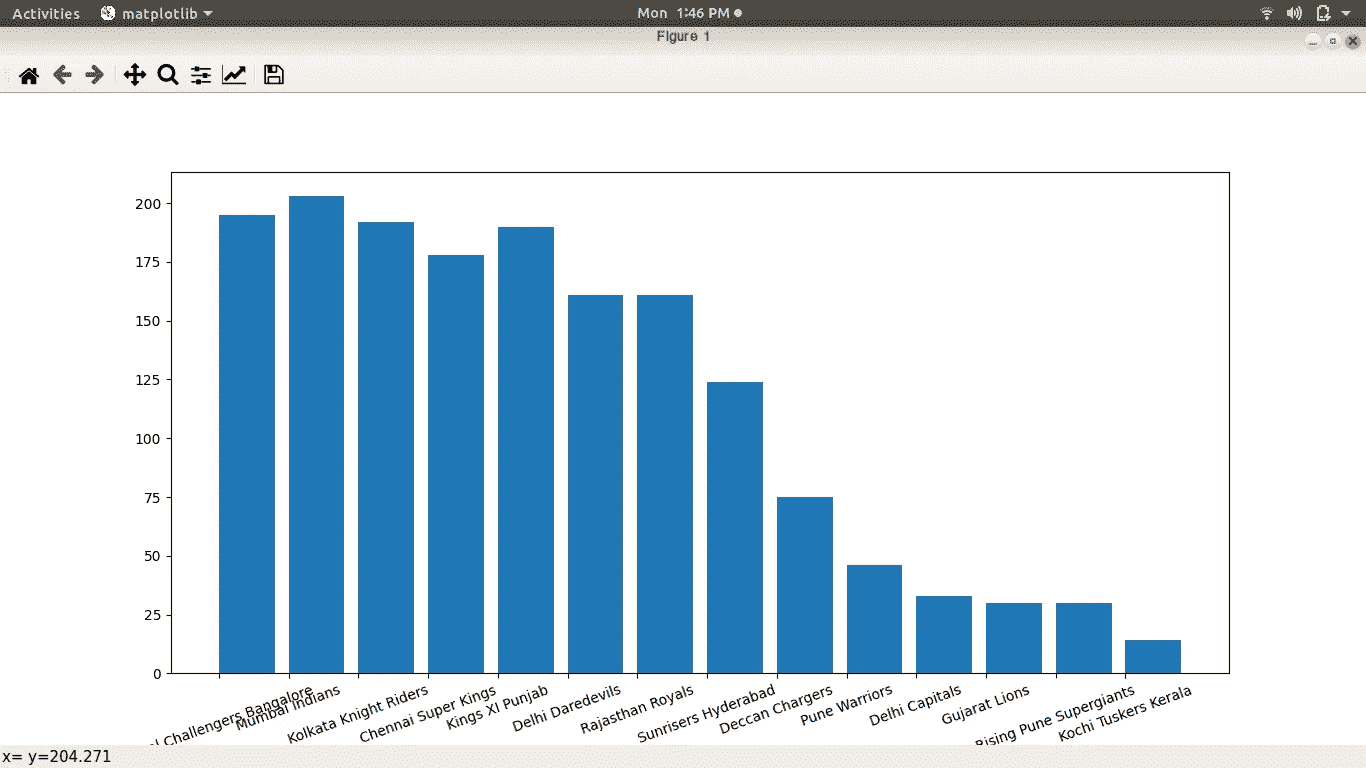 Activities matplotlib Mon 1:46 PM
Figure 1
200
175
150
125
100
75
50
25
0
Challengers Bangalore
Mumbai Indians
Kolkata Knight Riders
Chennai Super Kings
Kings XI Punjab
Delhi Daredevils
Rajasthan Royals
Sunrisers Hyderabad
Deccan Chargers
Pune Warriors
Delhi Capitals
Gujarat Lions
Rising Pune Supergiants
Kochi Tuskers Kerala
x= y=204.271